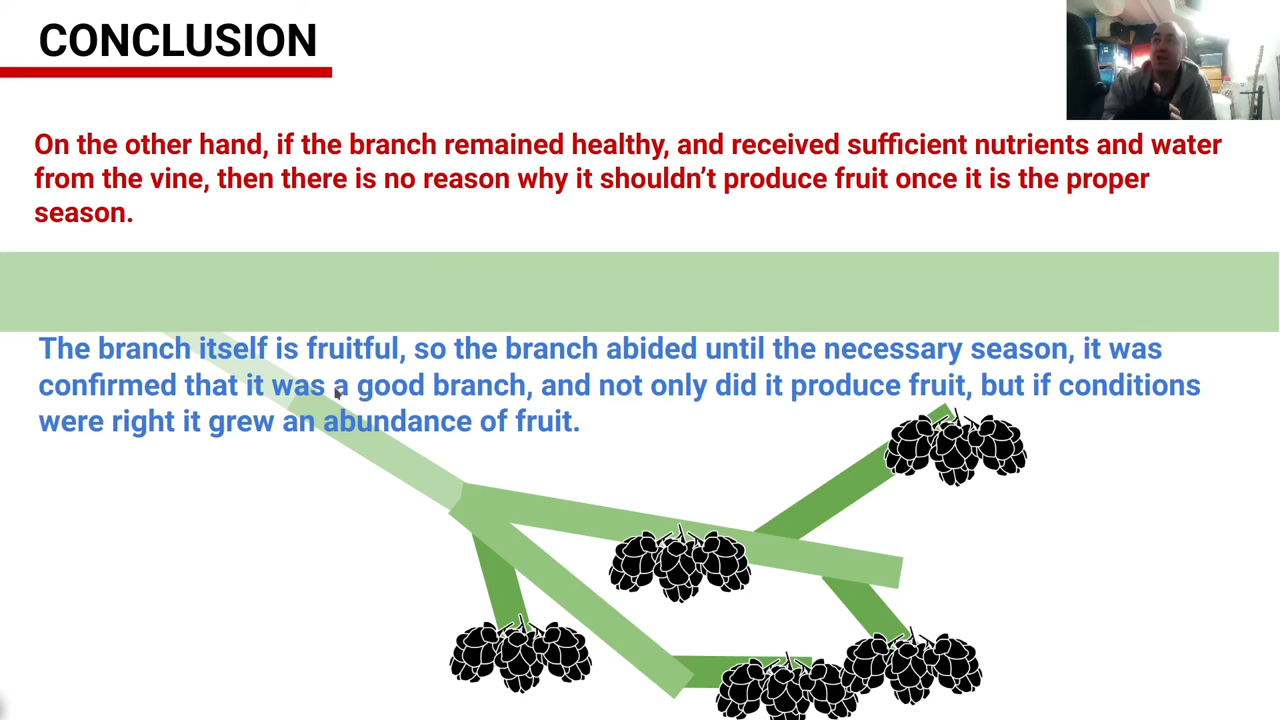 CONCLUSION
On the other hand, if the branch remained healthy, and received sufficient nutrients and water
from the vine, then there is no reason why it shouldn’t produce fruit once it is the proper
season.
The branch itself is fruitful, so the branch abided until the necessary season, it was
confirmed that it was a good branch, and not only did it produce fruit, but if conditions
were right it grew an abundance of fruit.